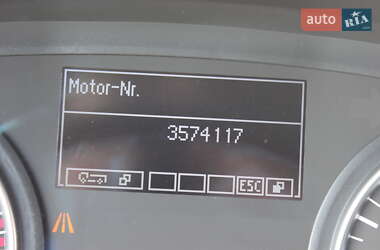 auto RIA
Motor-Nr.
3574117
ESC